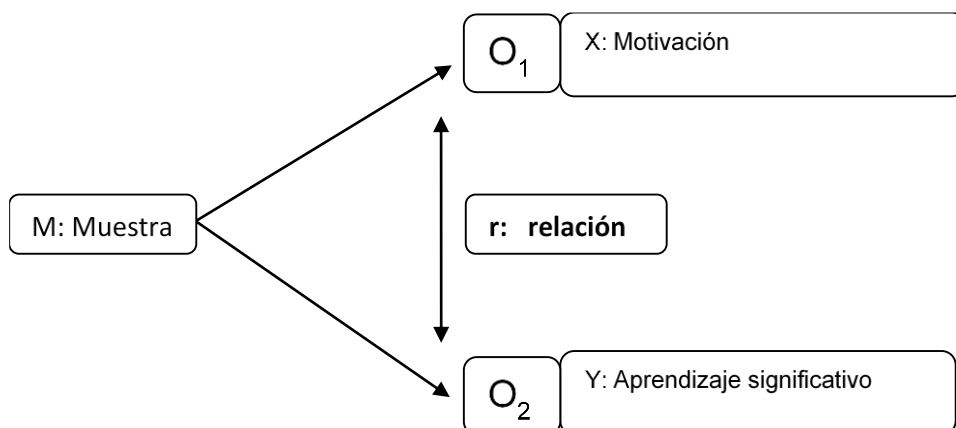 O₁
X: Motivación
M: Muestra
r: relación
O₂
Y: Aprendizaje significativo